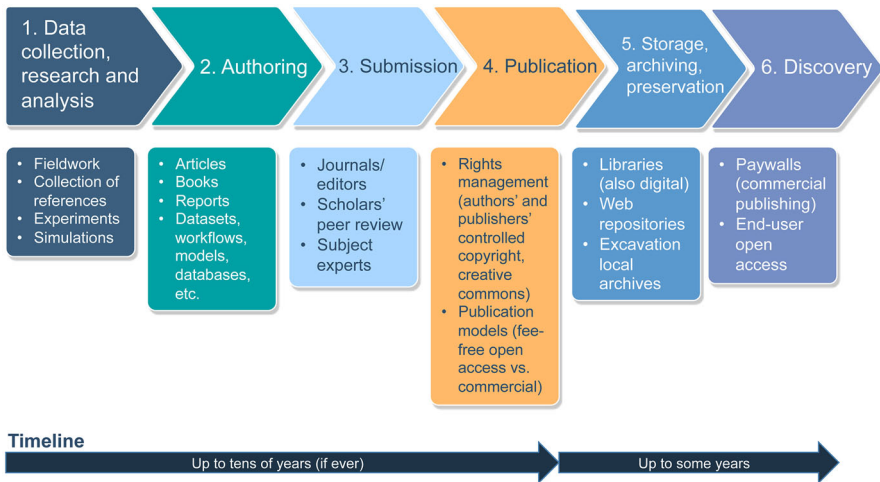 1. Data
collection,
research and
analysis
2. Authoring
3. Submission
4. Publication
5. Storage,
archiving,
preservation
6. Discovery
• Fieldwork
• Collection of
references
• Experiments
• Simulations
• Articles
• Books
• Reports
• Datasets,
workflows,
models,
databases,
etc.
• Journals/
editors
• Scholars'
peer review
• Subject
experts
• Rights
management
(authors' and
publishers'
controlled
copyright,
creative
commons)
• Publication
models (fee-
free open
access vs.
commercial)
• Libraries
(also digital)
• Web
repositories
• Excavation
local
archives
• Paywalls
(commercial
publishing)
• End-user
open
access
Timeline
Up to tens of years (if ever)
Up to some years